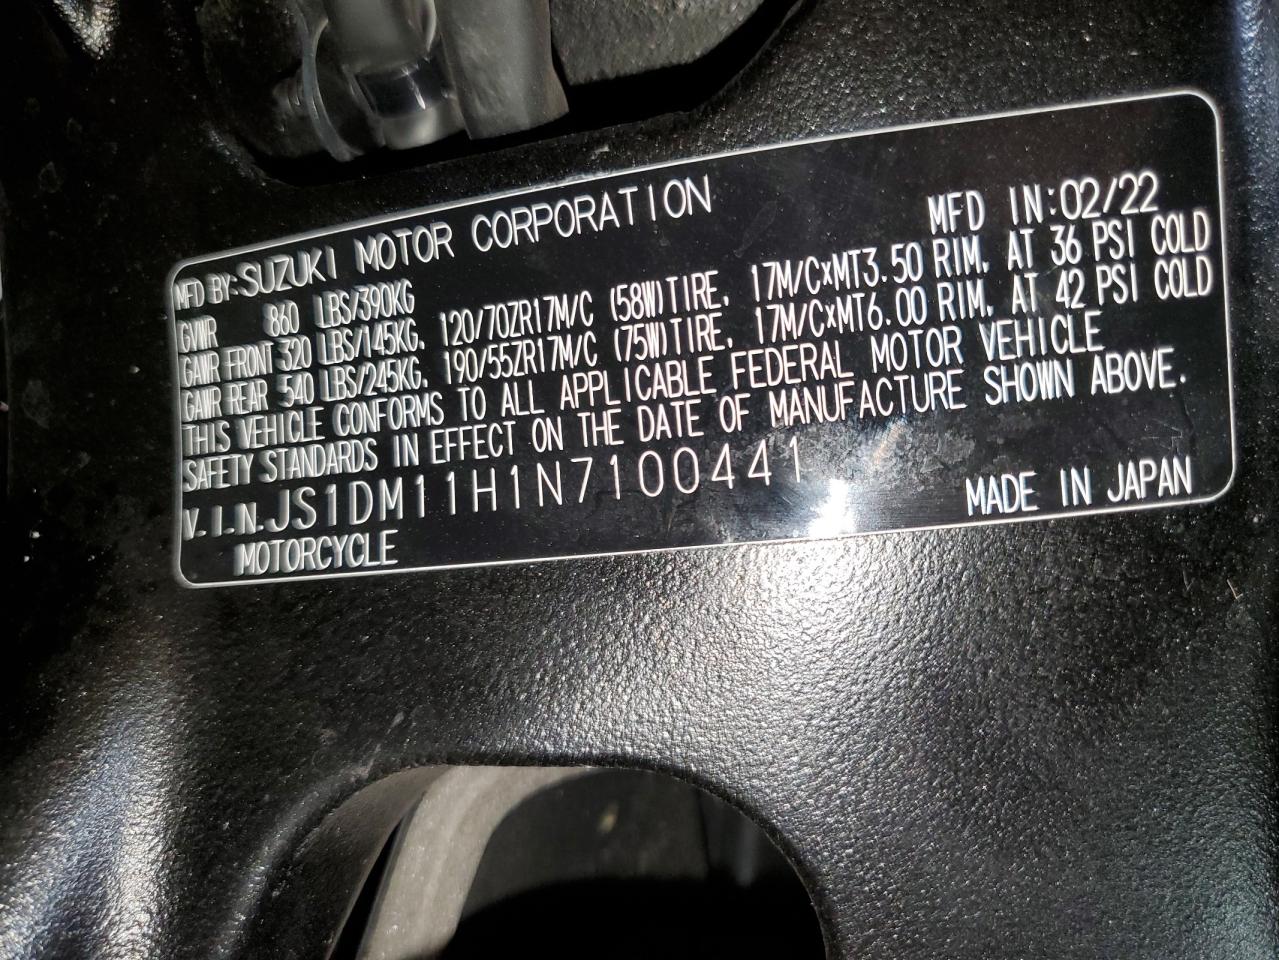 MFD BY:SUZUKI MOTOR CORPORATION MFD IN:02/22
GVWR 860 LBS/390KG
GAWR FRONT 320 LBS/145KG. 120/70ZR17M/C (58W)TIRE. 17M/C×MT3.50 RIM. AT 36 PSI COLD
GAWR REAR 540 LBS/245KG. 190/55ZR17M/C (75W)TIRE. 17M/C×MT6.00 RIM. AT 42 PSI COLD
THIS VEHICLE CONFORMS TO ALL APPLICABLE FEDERAL MOTOR VEHICLE
SAFETY STANDARDS IN EFFECT ON THE DATE OF MANUFACTURE SHOWN ABOVE.
V.I.N.JS1DM11H1N7100441
MOTORCYCLE MADE IN JAPAN